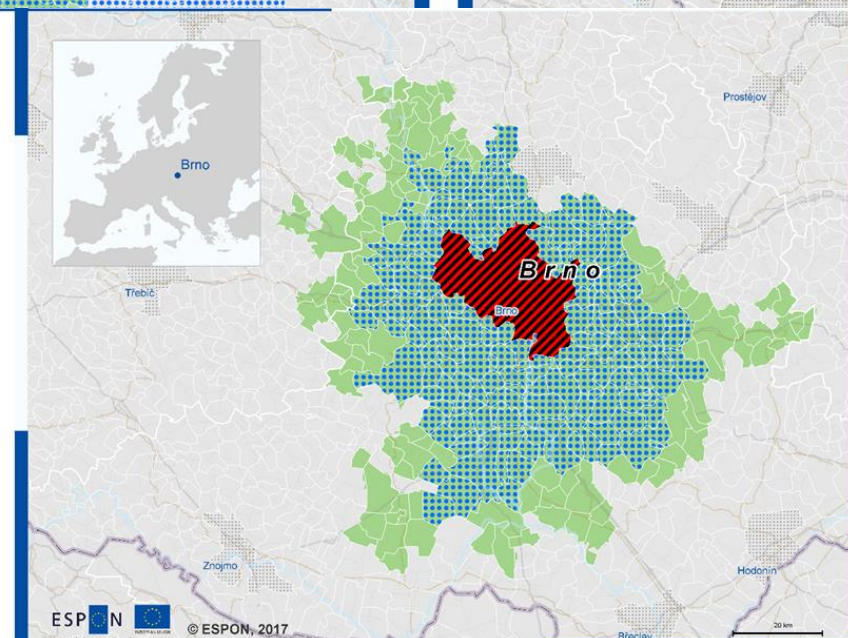 Prostějov
Brno
Brno
Třebíč
Brno
Znojmo
Hodonín
Břeclav
20 km
ESPON
© ESPON, 2017